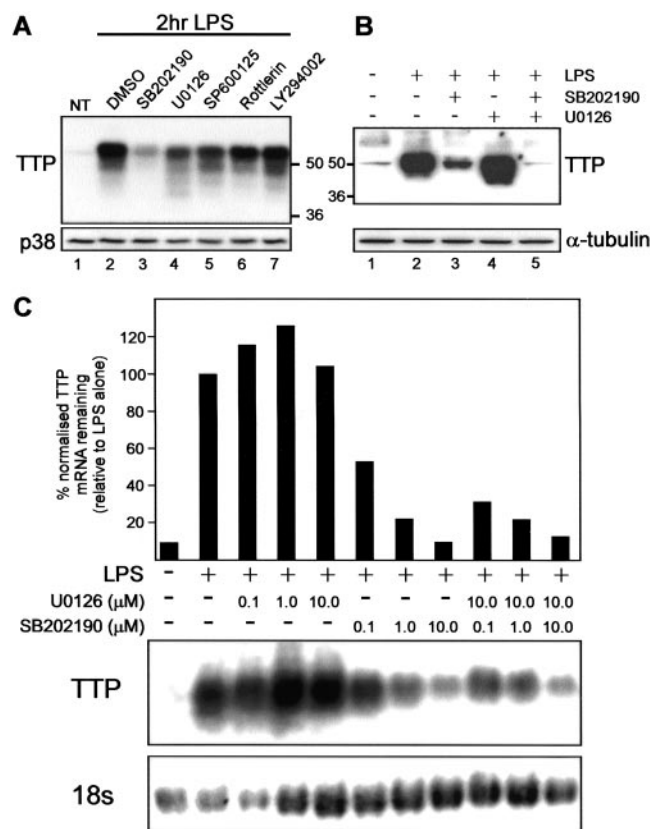 A
2hr LPS
NT DMSO SB202190 U0126 SP600125 Rottlerin LY294002
TTP
50
36
p38
1 2 3 4 5 6 7
B
- + + + + LPS
- - + - + SB202190
- - - + + U0126
50
36
TTP
α-tubulin
1 2 3 4 5
C
% normalised TTP
mRNA remaining
(relative to LPS alone)
120
100
80
60
40
20
LPS - + + + + + + + + + +
U0126 (μM) - - 0.1 1.0 10.0 - - - 10.0 10.0 10.0
SB202190 (μM) - - - - - 0.1 1.0 10.0 0.1 1.0 10.0
TTP
18s